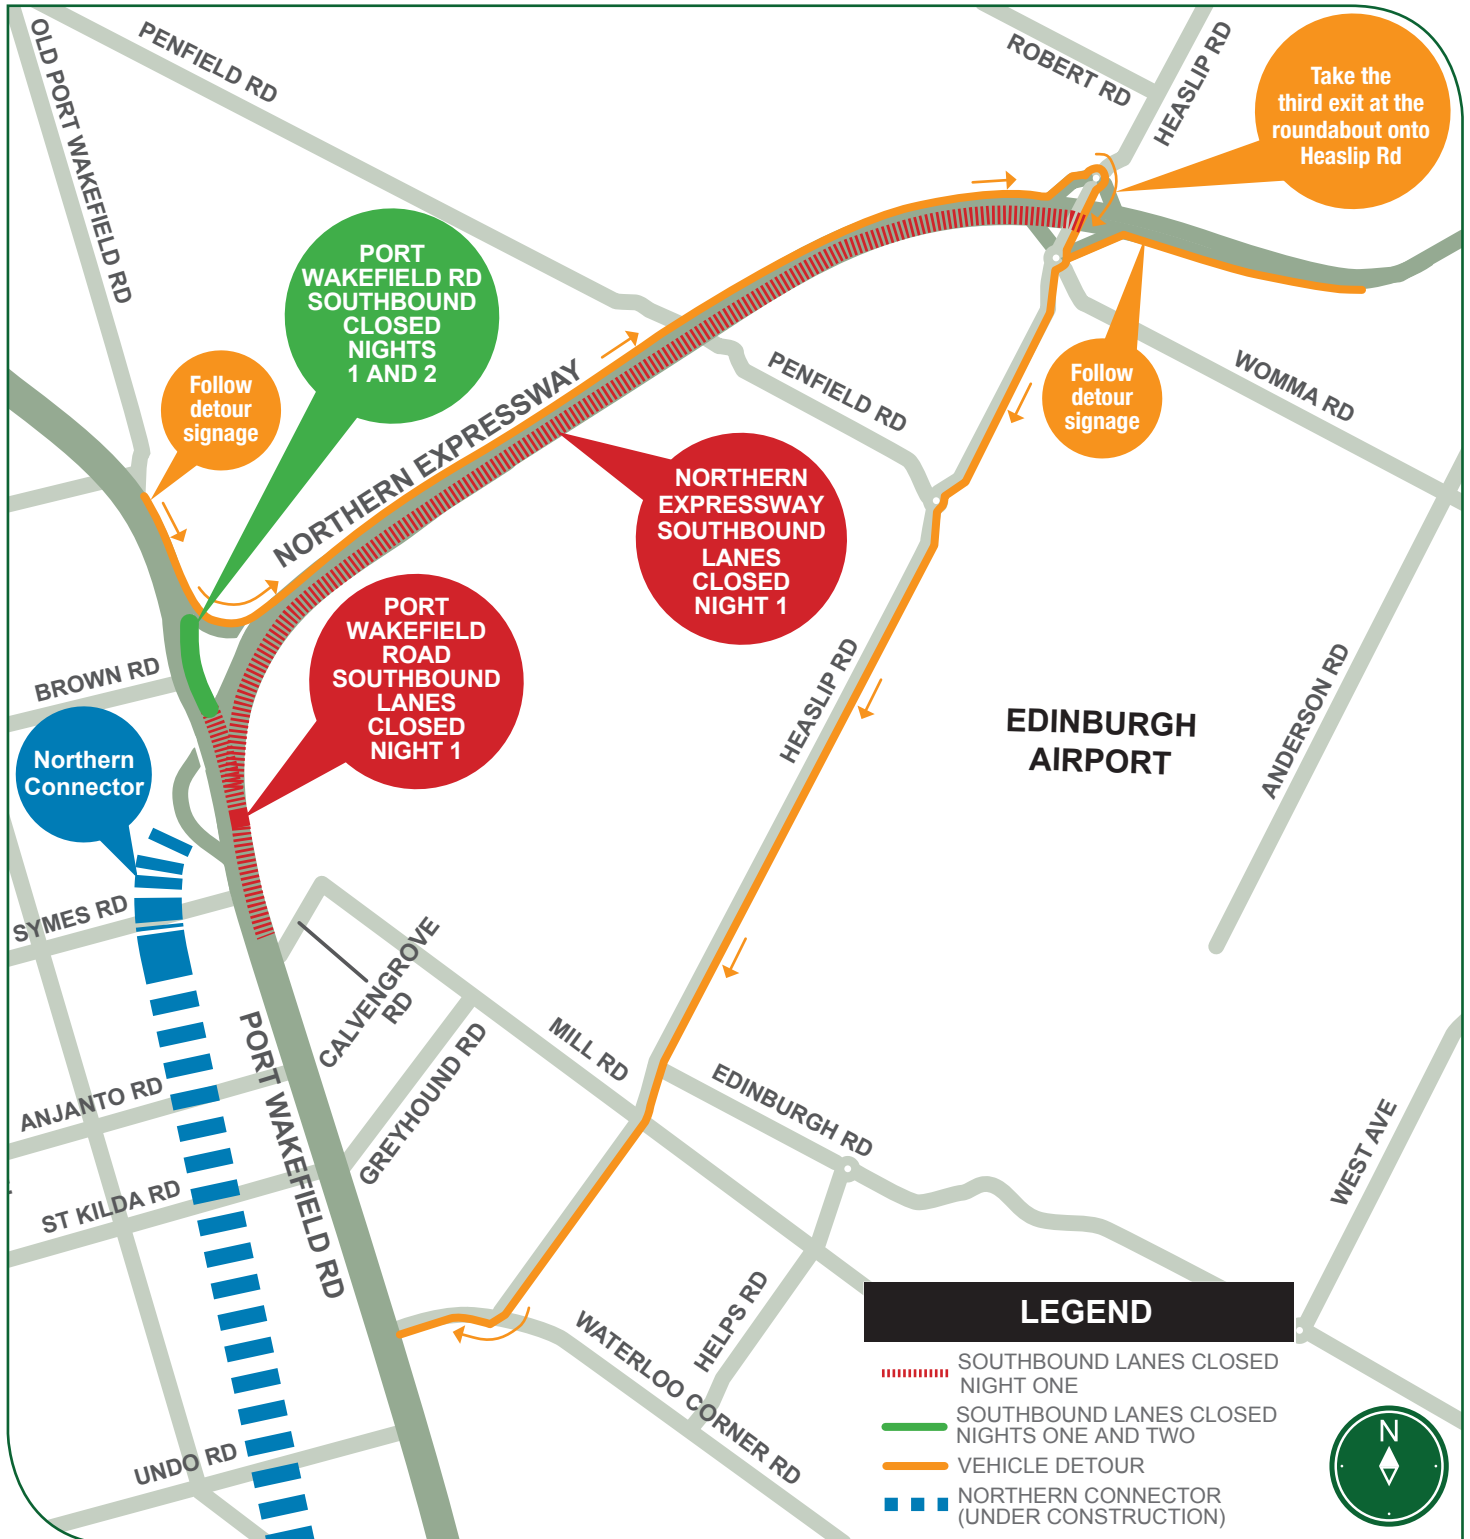 OLD PORT WAKEFIELD RD
PENFIELD RD
ROBERT RD
HEASLIP RD
Take the
third exit at the
roundabout onto
Heaslip Rd
PORT
WAKEFIELD RD
SOUTHBOUND
CLOSED
NIGHTS
1 AND 2
Follow
detour
signage
NORTHERN EXPRESSWAY
PENFIELD RD
Follow
detour
signage
WOMMA RD
NORTHERN
EXPRESSWAY
SOUTHBOUND
LANES
CLOSED
NIGHT 1
PORT
WAKEFIELD
ROAD
SOUTHBOUND
LANES
CLOSED
NIGHT 1
BROWN RD
HEASLIP RD
EDINBURGH
AIRPORT
ANDERSON RD
Northern
Connector
SYMES RD
CALVENGROVE
RD
PORT WAKEFIELD RD
GREYHOUND RD
MILL RD
EDINBURGH RD
ANJANTO RD
ST KILDA RD
WEST AVE
HELPS RD
WATERLOO CORNER RD
UNDO RD
LEGEND
SOUTHBOUND LANES CLOSED
NIGHT ONE
SOUTHBOUND LANES CLOSED
NIGHTS ONE AND TWO
VEHICLE DETOUR
NORTHERN CONNECTOR
(UNDER CONSTRUCTION)
N